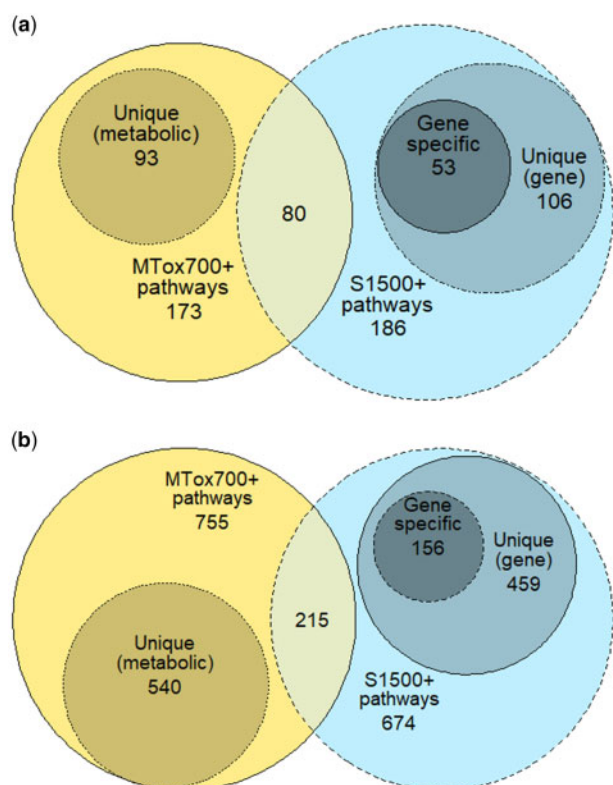 (a)
Unique
(metabolic)
93
MTox700+
pathways
173
80
Gene
specific
53
Unique
(gene)
106
S1500+
pathways
186
(b)
MTox700+
pathways
755
Unique
(metabolic)
540
215
Gene
specific
156
Unique
(gene)
459
S1500+
pathways
674